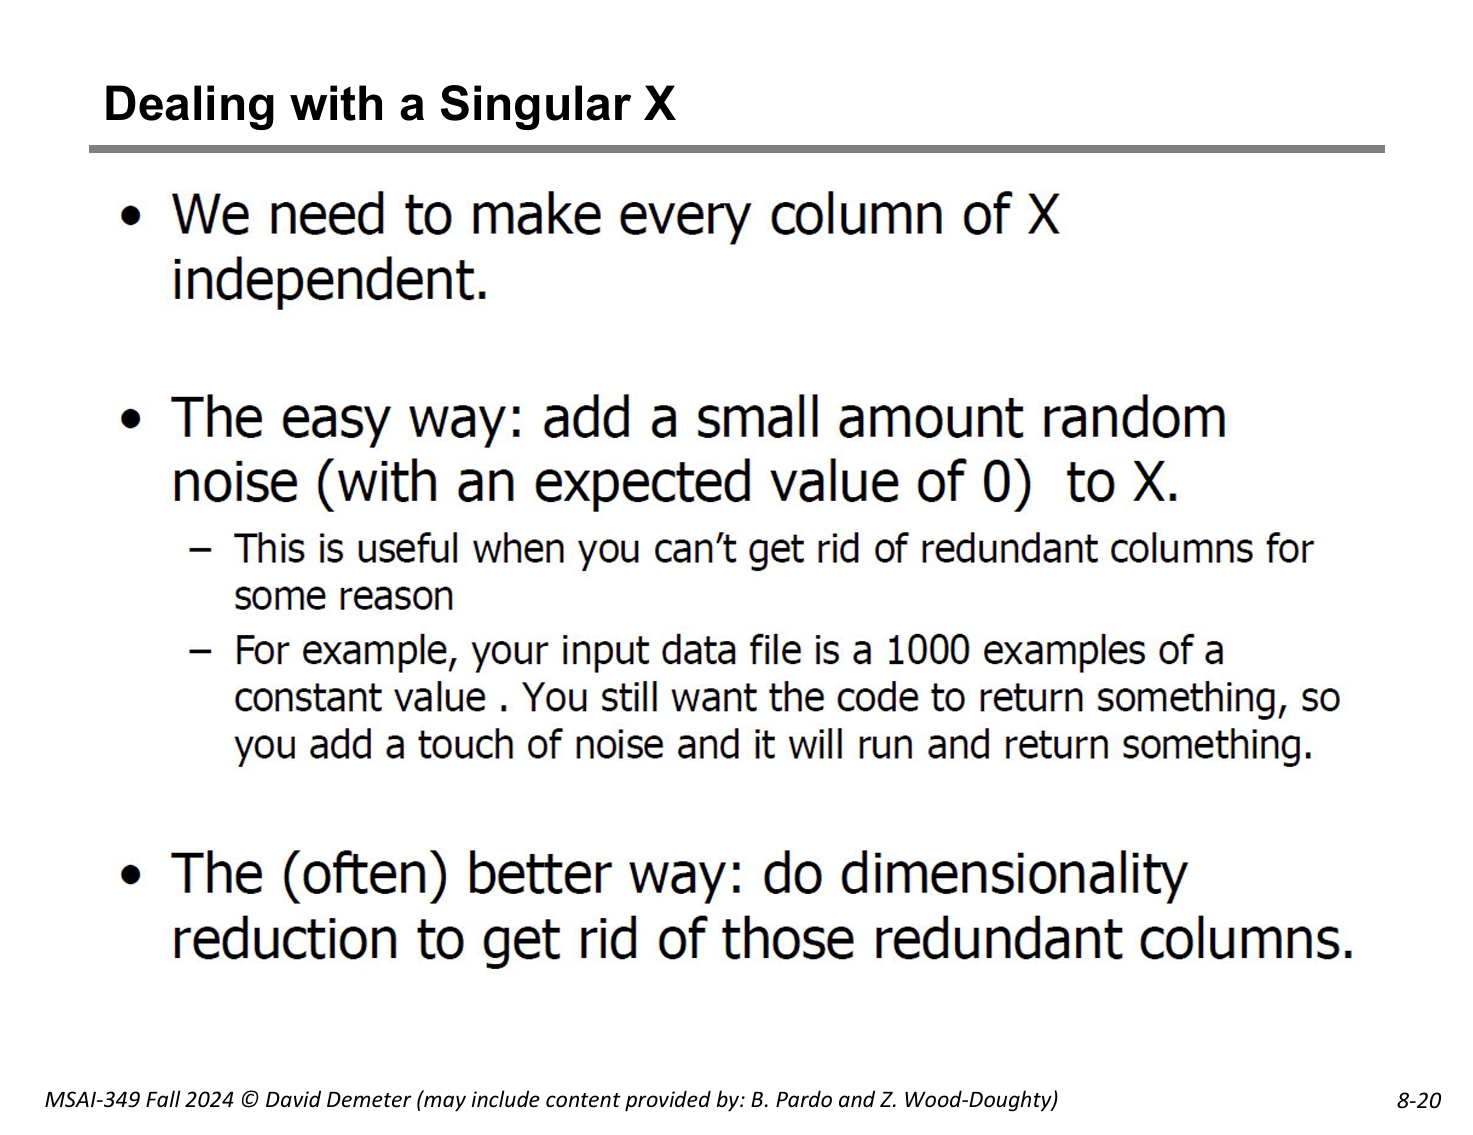 Dealing with a Singular X
• We need to make every column of X
independent.
• The easy way: add a small amount random
noise (with an expected value of 0)  to X.
– This is useful when you can't get rid of redundant columns for
some reason
– For example, your input data file is a 1000 examples of a
constant value . You still want the code to return something, so
you add a touch of noise and it will run and return something.
• The (often) better way: do dimensionality
reduction to get rid of those redundant columns.
MSAI-349 Fall 2024 © David Demeter (may include content provided by: B. Pardo and Z. Wood-Doughty)
8-20